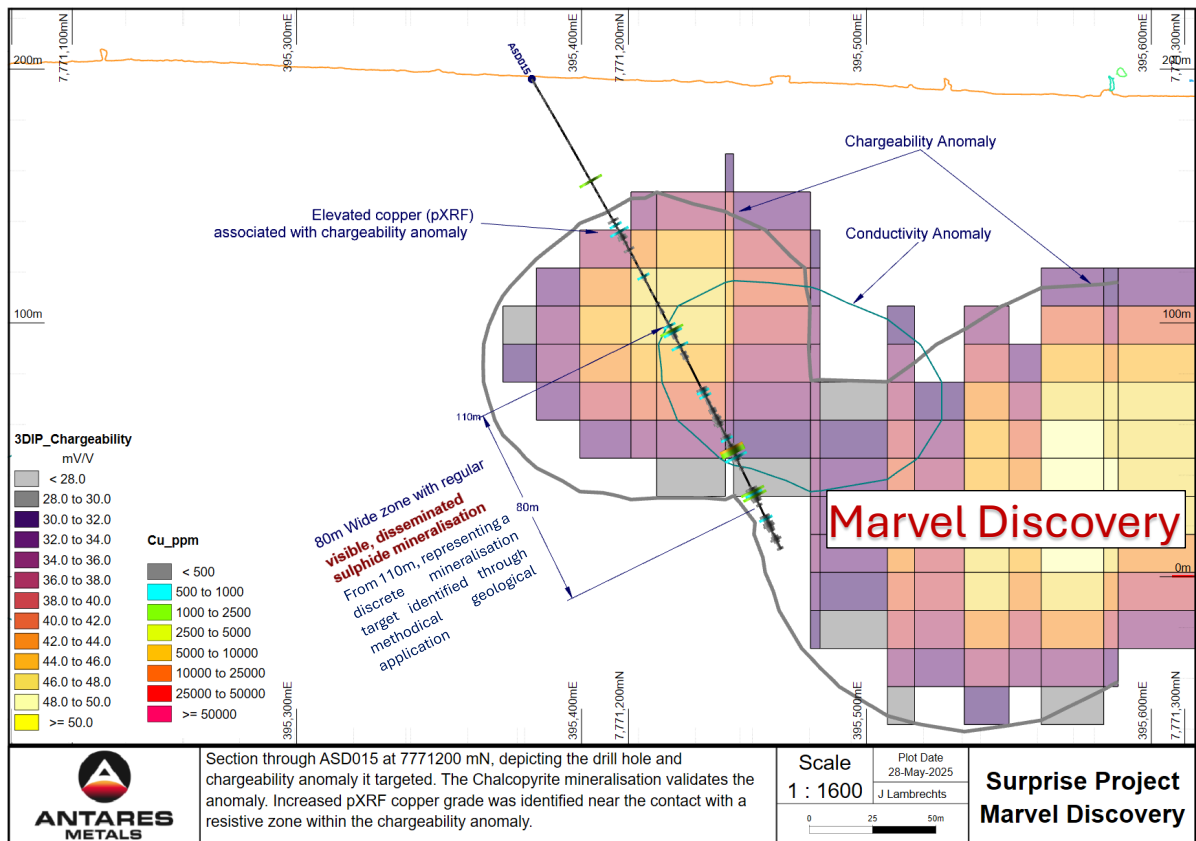 7,771,100mN
395,300mE
395,400mE
7,771,200mN
395,500mE
395,600mE
7,771,300mN
200m
200m
ASD015
Chargeability Anomaly
Elevated copper (pXRF)
associated with chargeability anomaly
Conductivity Anomaly
100m
100m
110m
80m
80m Wide zone with regular
visible, disseminated
sulphide mineralisation
From 110m, representing a
discrete mineralisation
target identified through
methodical geological
application
Marvel Discovery
0m
3DIP_Chargeability
mV/V
< 28.0
28.0 to 30.0
30.0 to 32.0
32.0 to 34.0
34.0 to 36.0
36.0 to 38.0
38.0 to 40.0
40.0 to 42.0
42.0 to 44.0
44.0 to 46.0
46.0 to 48.0
48.0 to 50.0
>= 50.0
Cu_ppm
< 500
500 to 1000
1000 to 2500
2500 to 5000
5000 to 10000
10000 to 25000
25000 to 50000
>= 50000
395,300mE
395,400mE
7,771,200mN
395,500mE
395,600mE
7,771,300mN
ANTARES
METALS
Section through ASD015 at 7771200 mN, depicting the drill hole and
chargeability anomaly it targeted. The Chalcopyrite mineralisation validates the
anomaly. Increased pXRF copper grade was identified near the contact with a
resistive zone within the chargeability anomaly.
Scale
1 : 1600
Plot Date
28-May-2025
J Lambrechts
0 25 50m
Surprise Project
Marvel Discovery